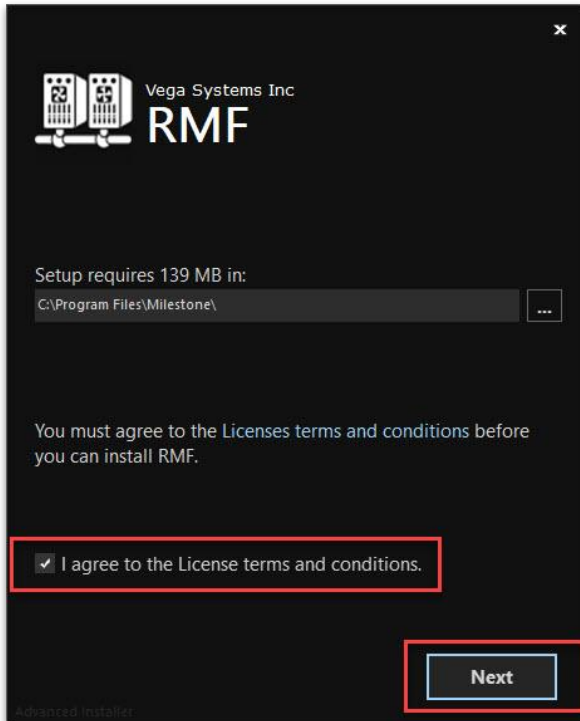 x
Vega Systems Inc
RMF
Setup requires 139 MB in:
C:\Program Files\Milestone\
...
You must agree to the Licenses terms and conditions before
you can install RMF.
I agree to the License terms and conditions.
Next
Advanced Installer